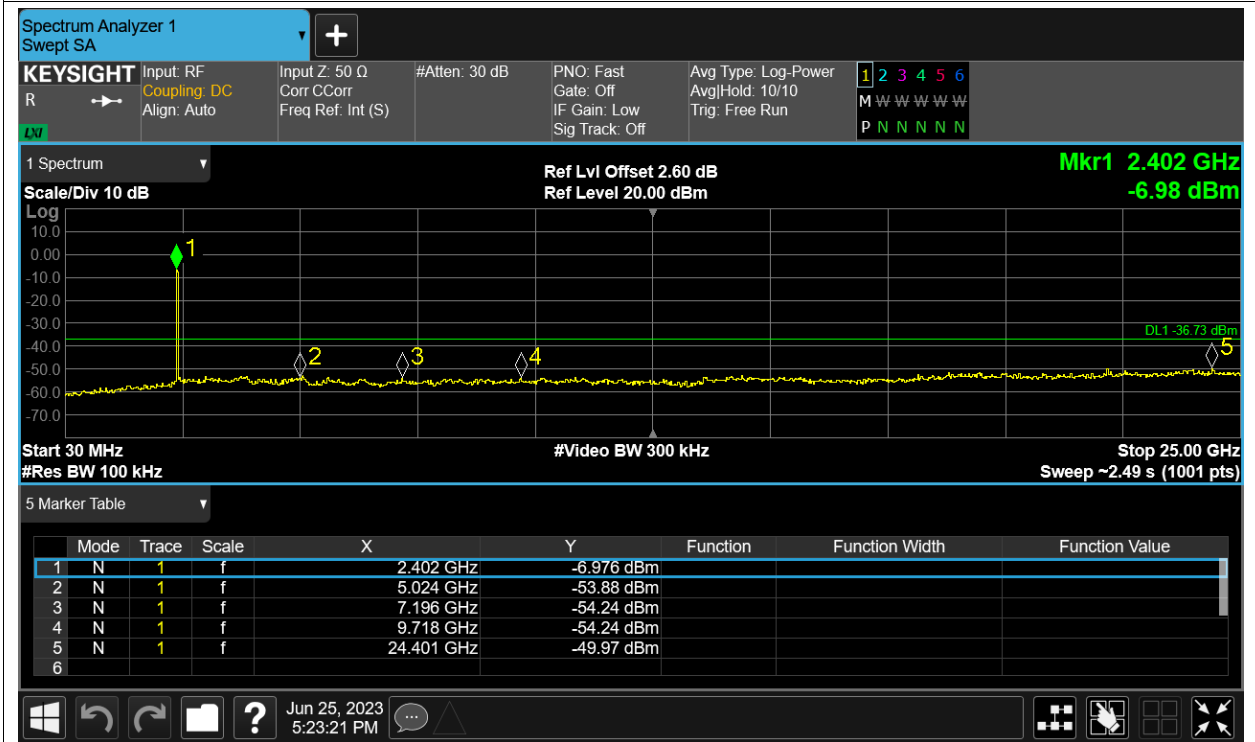 Spectrum Analyzer 1
Swept SA
+
KEYSIGHT
R
LXI
Input: RF
Coupling: DC
Align: Auto
Input Z: 50 Ω
Corr CCorr
Freq Ref: Int (S)
#Atten: 30 dB
PNO: Fast
Gate: Off
IF Gain: Low
Sig Track: Off
Avg Type: Log-Power
Avg|Hold: 10/10
Trig: Free Run
1 2 3 4 5 6
M W W W W W
P N N N N N
1 Spectrum
Scale/Div 10 dB
Ref Lvl Offset 2.60 dB
Ref Level 20.00 dBm
Mkr1 2.402 GHz
-6.98 dBm
Log
10.0
0.00
-10.0
-20.0
-30.0
-40.0
-50.0
-60.0
-70.0
1
2
3
4
5
DL1 -36.73 dBm
Start 30 MHz
#Res BW 100 kHz
#Video BW 300 kHz
Stop 25.00 GHz
Sweep ~2.49 s (1001 pts)
5 Marker Table
Mode Trace Scale X Y Function Function Width Function Value
1 N 1 f 2.402 GHz -6.976 dBm
2 N 1 f 5.024 GHz -53.88 dBm
3 N 1 f 7.196 GHz -54.24 dBm
4 N 1 f 9.718 GHz -54.24 dBm
5 N 1 f 24.401 GHz -49.97 dBm
6
?
Jun 25, 2023
5:23:21 PM